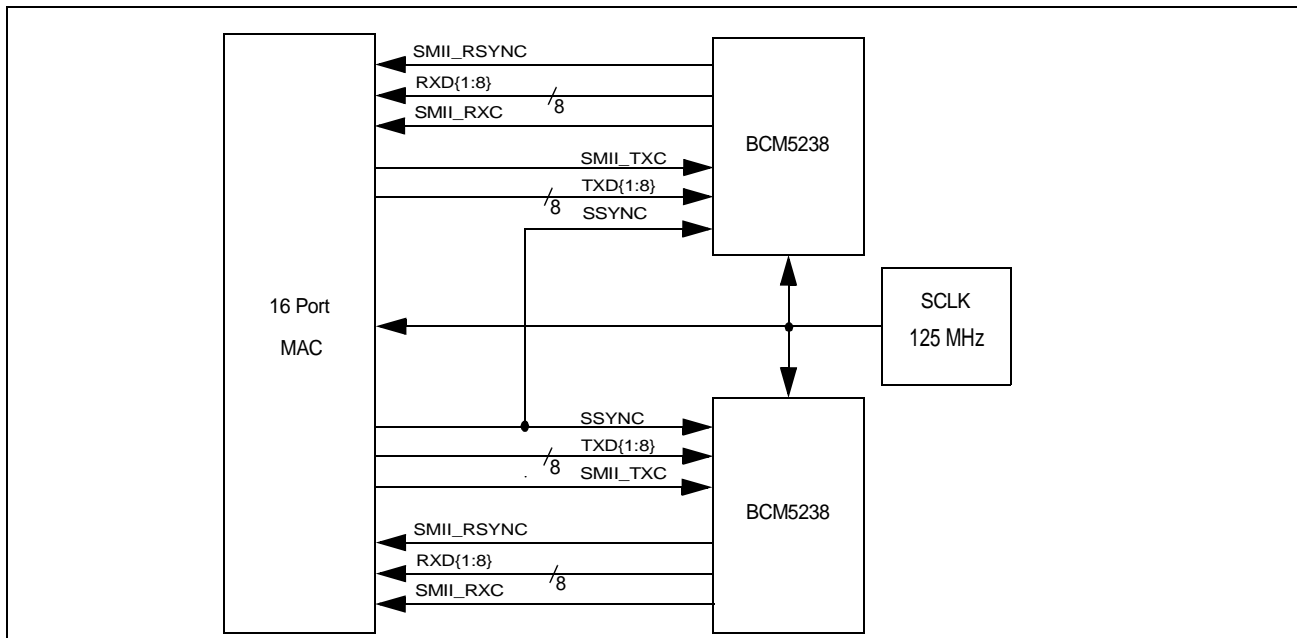 SMII_RSYNC
RXD{1:8}
8
SMII_RXC
SMII_TXC
TXD{1:8}
8
SSYNC
BCM5238
16 Port
MAC
SCLK
125 MHz
SSYNC
TXD{1:8}
8
SMII_TXC
BCM5238
SMII_RSYNC
RXD{1:8}
8
SMII_RXC